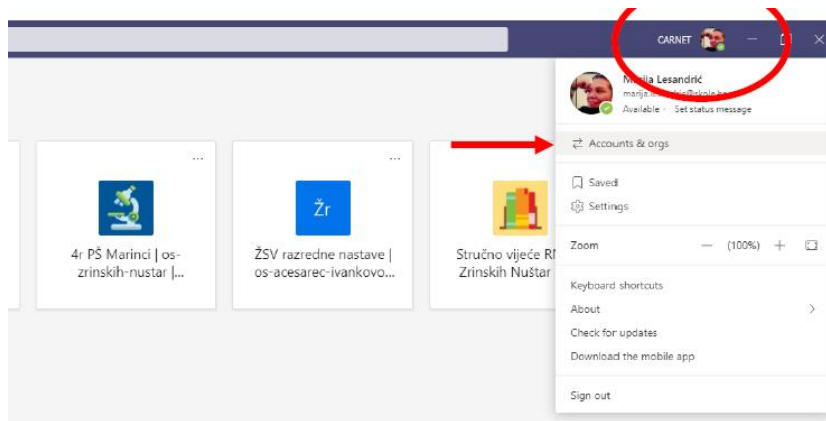 CARNET
Marija Lesandrić
Available - Set status message
Accounts & orgs
Saved
Settings
Zoom
— (100%) +
Keyboard shortcuts
About
Check for updates
Download the mobile app
Sign out
...
4r PŠ Marinci | os-
zrinskih-nustar |...
...
Žr
ŽSV razredne nastave |
os-acesarec-ivankovo...
Stručno vijeće
Zrinskih Nuštar